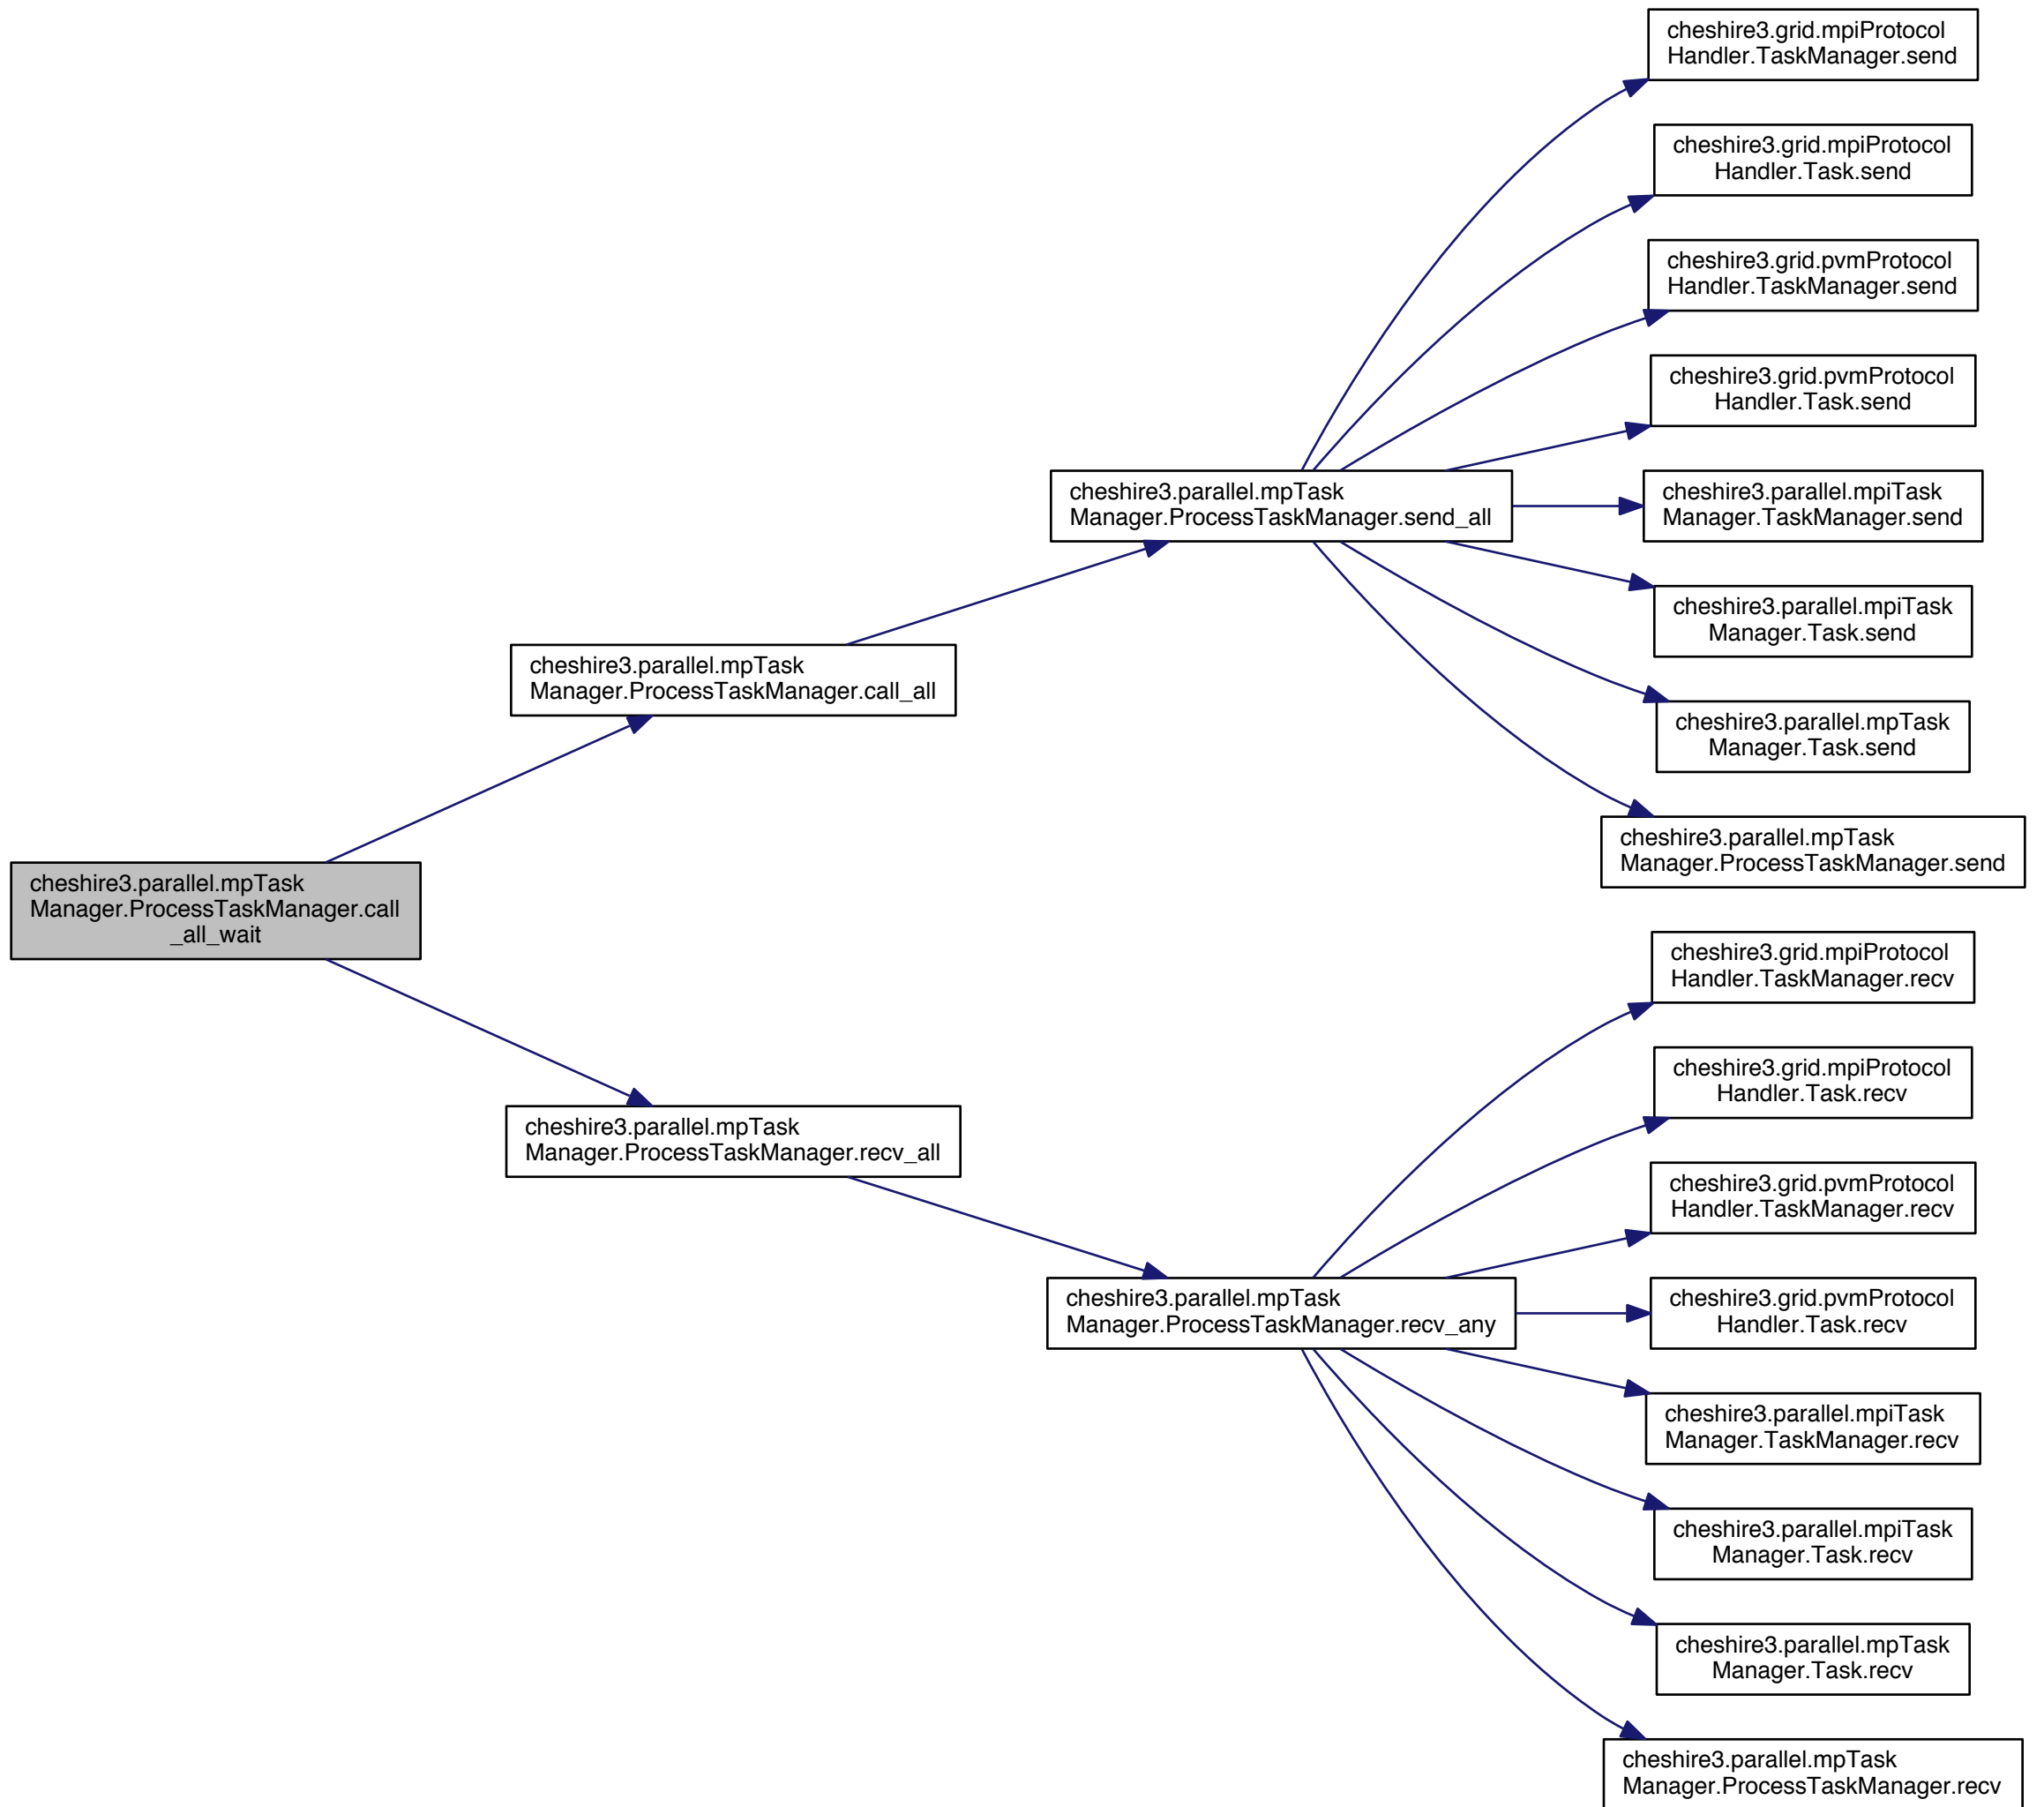 cheshire3.grid.mpiProtocol
Handler.TaskManager.send
cheshire3.grid.mpiProtocol
Handler.Task.send
cheshire3.grid.pvmProtocol
Handler.TaskManager.send
cheshire3.grid.pvmProtocol
Handler.Task.send
cheshire3.parallel.mpTask
Manager.ProcessTaskManager.send_all
cheshire3.parallel.mpiTask
Manager.TaskManager.send
cheshire3.parallel.mpiTask
Manager.Task.send
cheshire3.parallel.mpTask
Manager.ProcessTaskManager.call_all
cheshire3.parallel.mpTask
Manager.Task.send
cheshire3.parallel.mpTask
Manager.ProcessTaskManager.send
cheshire3.parallel.mpTask
Manager.ProcessTaskManager.call
_all_wait
cheshire3.grid.mpiProtocol
Handler.TaskManager.recv
cheshire3.grid.mpiProtocol
Handler.Task.recv
cheshire3.parallel.mpTask
Manager.ProcessTaskManager.recv_all
cheshire3.grid.pvmProtocol
Handler.TaskManager.recv
cheshire3.parallel.mpTask
Manager.ProcessTaskManager.recv_any
cheshire3.grid.pvmProtocol
Handler.Task.recv
cheshire3.parallel.mpiTask
Manager.TaskManager.recv
cheshire3.parallel.mpiTask
Manager.Task.recv
cheshire3.parallel.mpTask
Manager.Task.recv
cheshire3.parallel.mpTask
Manager.ProcessTaskManager.recv